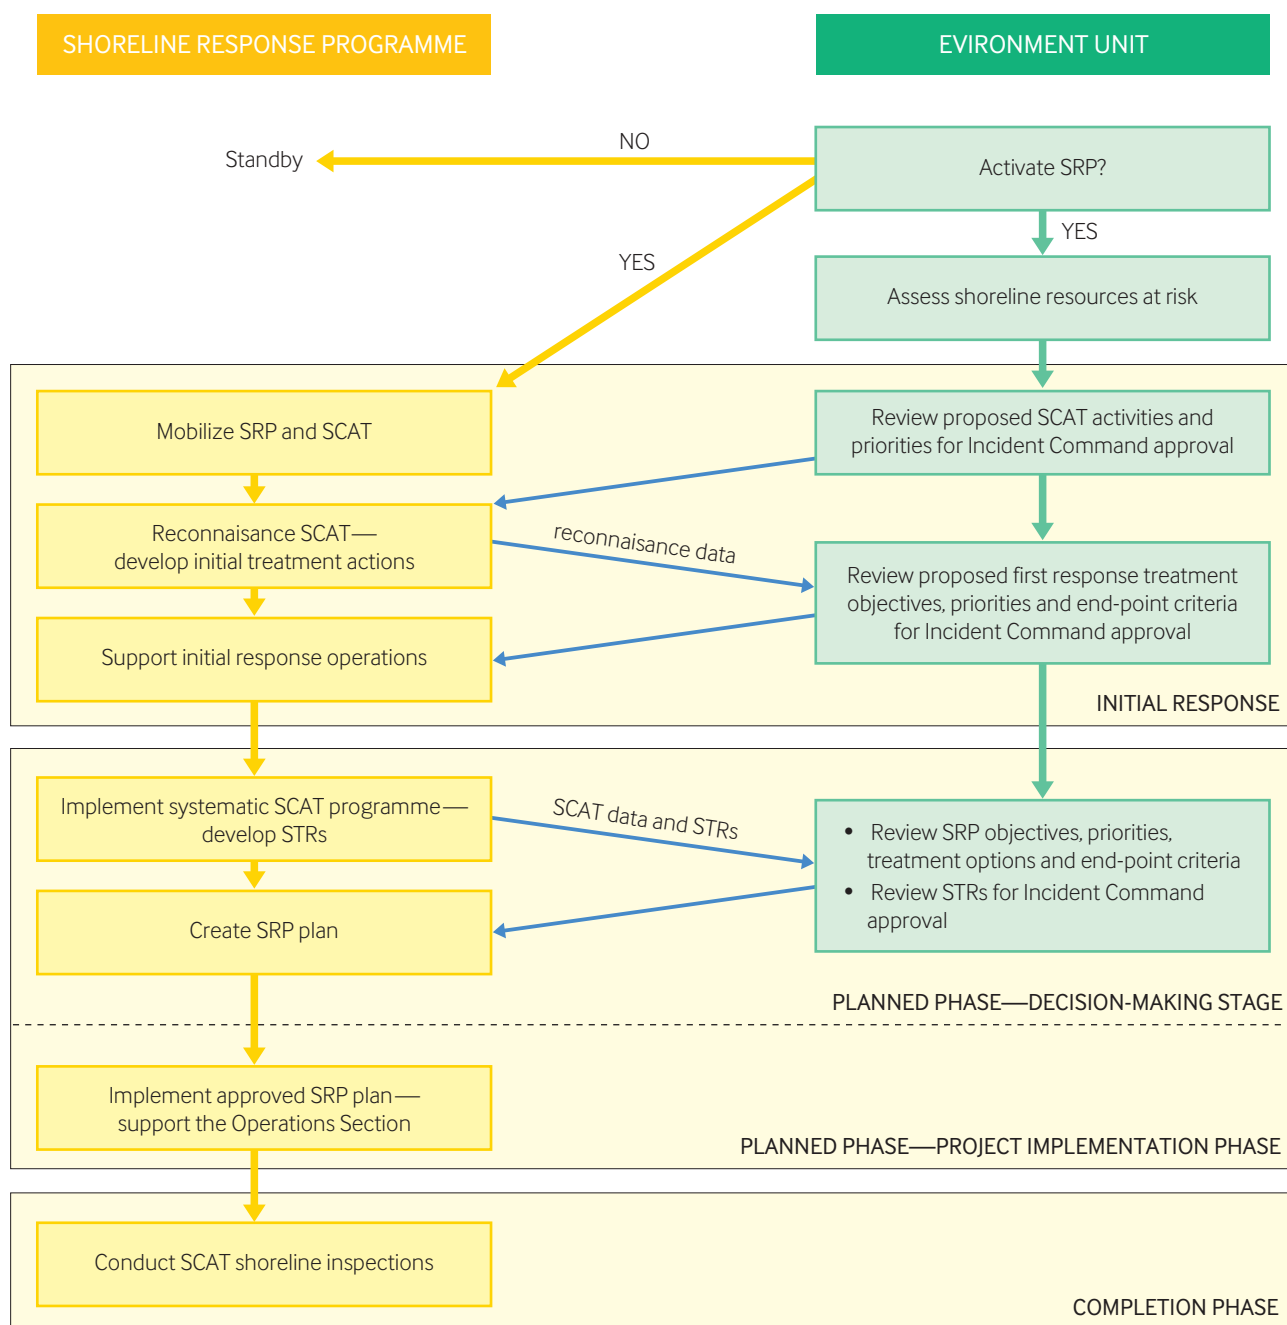 SHORELINE RESPONSE PROGRAMME
EVIRONMENT UNIT
NO
Standby
Activate SRP?
YES
YES
Assess shoreline resources at risk
Mobilize SRP and SCAT
Review proposed SCAT activities and
priorities for Incident Command approval
Reconnaisance SCAT—
develop initial treatment actions
reconnaisance data
Review proposed first response treatment
objectives, priorities and end-point criteria
for Incident Command approval
Support initial response operations
INITIAL RESPONSE
Implement systematic SCAT programme—
develop STRs
SCAT data and STRs
• Review SRP objectives, priorities,
treatment options and end-point criteria
• Review STRs for Incident Command
approval
Create SRP plan
PLANNED PHASE—DECISION-MAKING STAGE
Implement approved SRP plan—
support the Operations Section
PLANNED PHASE—PROJECT IMPLEMENTATION PHASE
Conduct SCAT shoreline inspections
COMPLETION PHASE